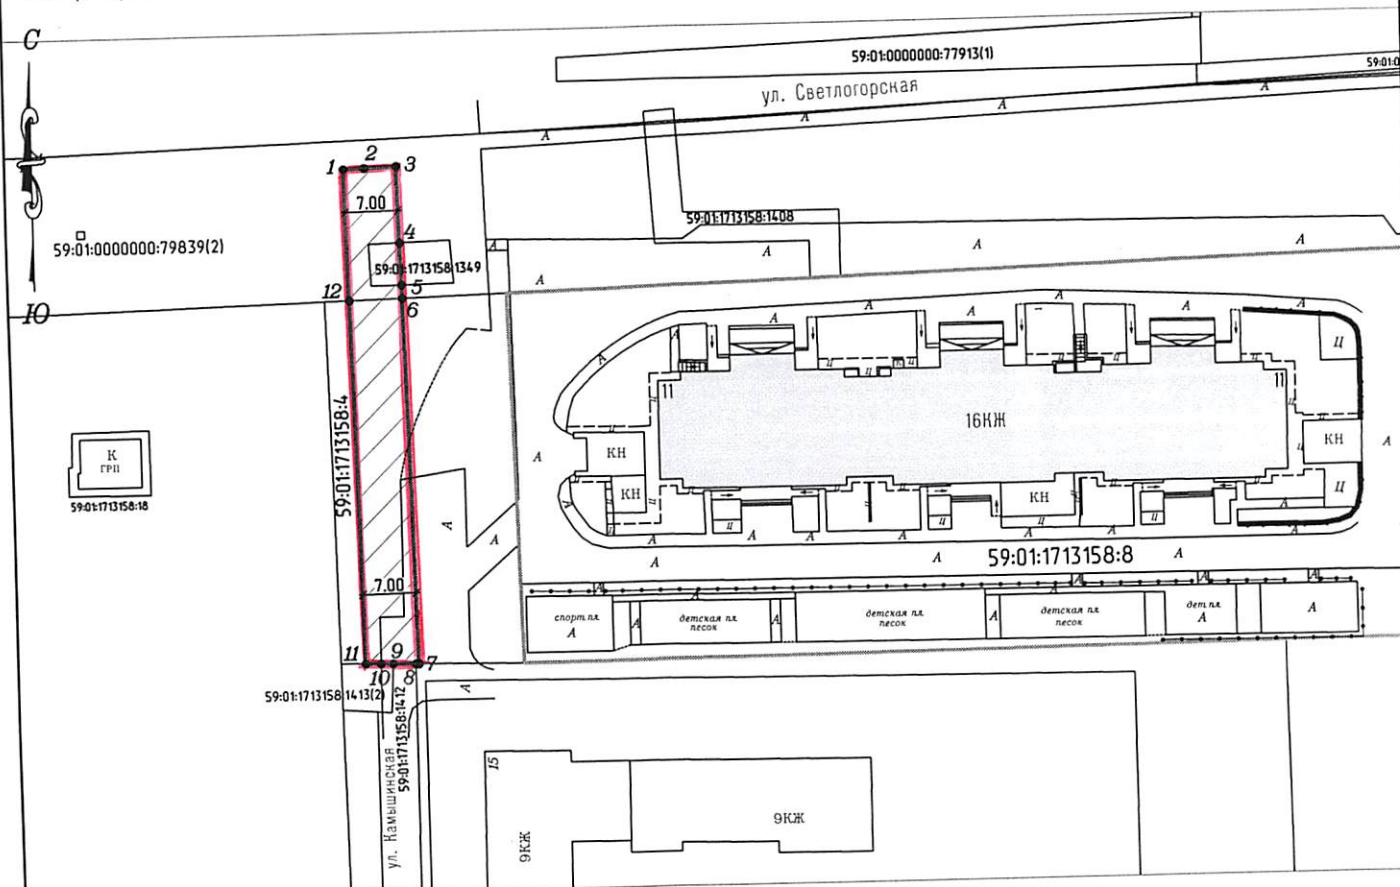 С
59:01:0000000:77913(1)
59:01:0
ул. Светлогорская
А
А
А
А
1
2
3
7.00
59:01:1713158:1408
59:01:0000000:79839(2)
4
А
А
А
А
59:01:1713158:1349
5
А
12
6
Ю
А
А
А
А
А
А
А
Ц
11
11
16КЖ
59:01:1713158:4
К
ГРП
59:01:1713158:18
КН
КН
КН
КН
А
А
Ц
Ц
Ц
Ц
А
А
А
А
А
А
А
А
59:01:1713158:8
А
7.00
спорт.пл
А
А
детская пл
песок
А
детская пл
песок
А
детская пл
песок
дет.пл
А
А
11
10
9
8
7
59:01:1713158:1413(2)
59:01:1713158:1412
ул. Камышинская
А
15
9КЖ
9КЖ